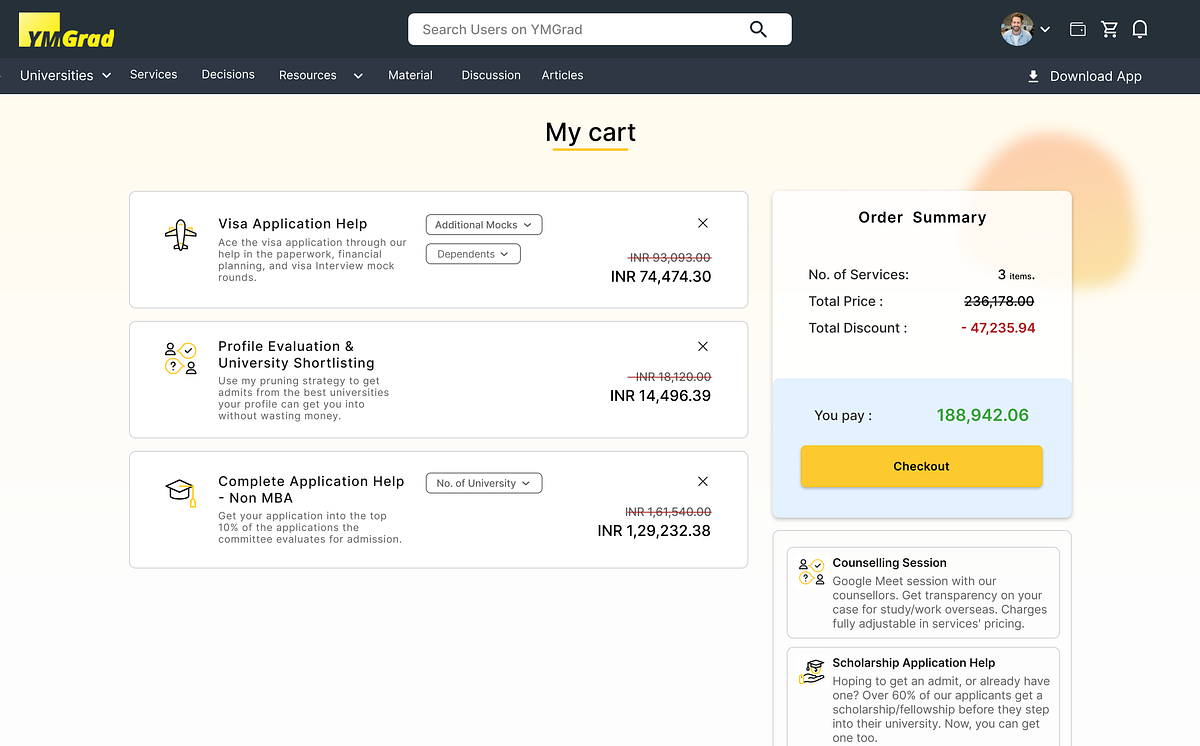 YMGrad
Search Users on YMGrad
Universities
Services
Decisions
Resources
Material
Discussion
Articles
Download App
My cart
Visa Application Help
Ace the visa application through our
help in the paperwork, financial
planning, and visa Interview mock
rounds.
Additional Mocks
Dependents
INR 93,093.00
INR 74,474.30
Profile Evaluation &
University Shortlisting
Use my pruning strategy to get
admits from the best universities
your profile can get you into
without wasting money.
INR 18,120.00
INR 14,496.39
Complete Application Help
- Non MBA
Get your application into the top
10% of the applications the
committee evaluates for admission.
No. of University
INR 1,61,540.00
INR 1,29,232.38
Order Summary
No. of Services: 3 items.
Total Price : 236,178.00
Total Discount : - 47,235.94
You pay : 188,942.06
Checkout
Counselling Session
Google Meet session with our
counsellors. Get transparency on your
case for study/work overseas. Charges
fully adjustable in services' pricing.
Scholarship Application Help
Hoping to get an admit, or already have
one? Over 60% of our applicants get a
scholarship/fellowship before they step
into their university. Now, you can get
one too.